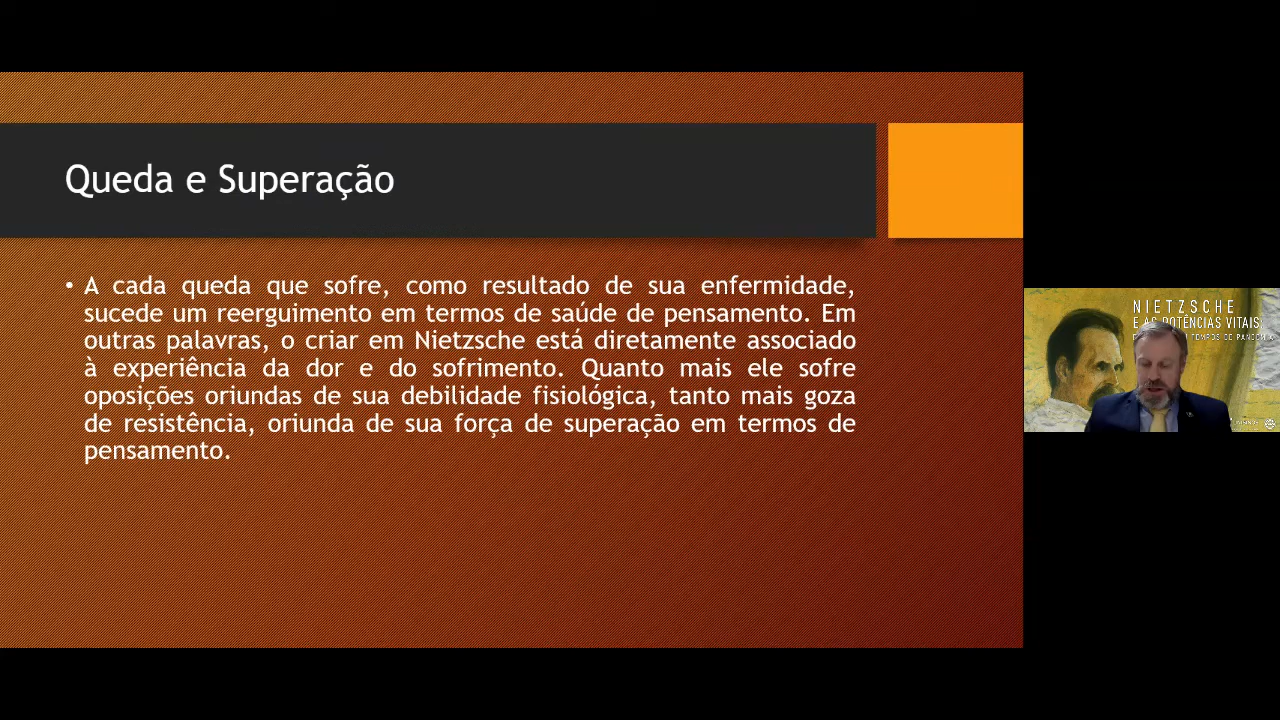 Queda e Superação
• A cada queda que sofre, como resultado de sua enfermidade,
sucede um reerguimento em termos de saúde de pensamento. Em
outras palavras, o criar em Nietzsche está diretamente associado
à experiência da dor e do sofrimento. Quanto mais ele sofre
oposições oriundas de sua debilidade fisiológica, tanto mais goza
de resistência, oriunda de sua força de superação em termos de
pensamento.
NIETZSCHE
E AS POTÊNCIAS VITAIS
TEMPOS DE PANDEMIA